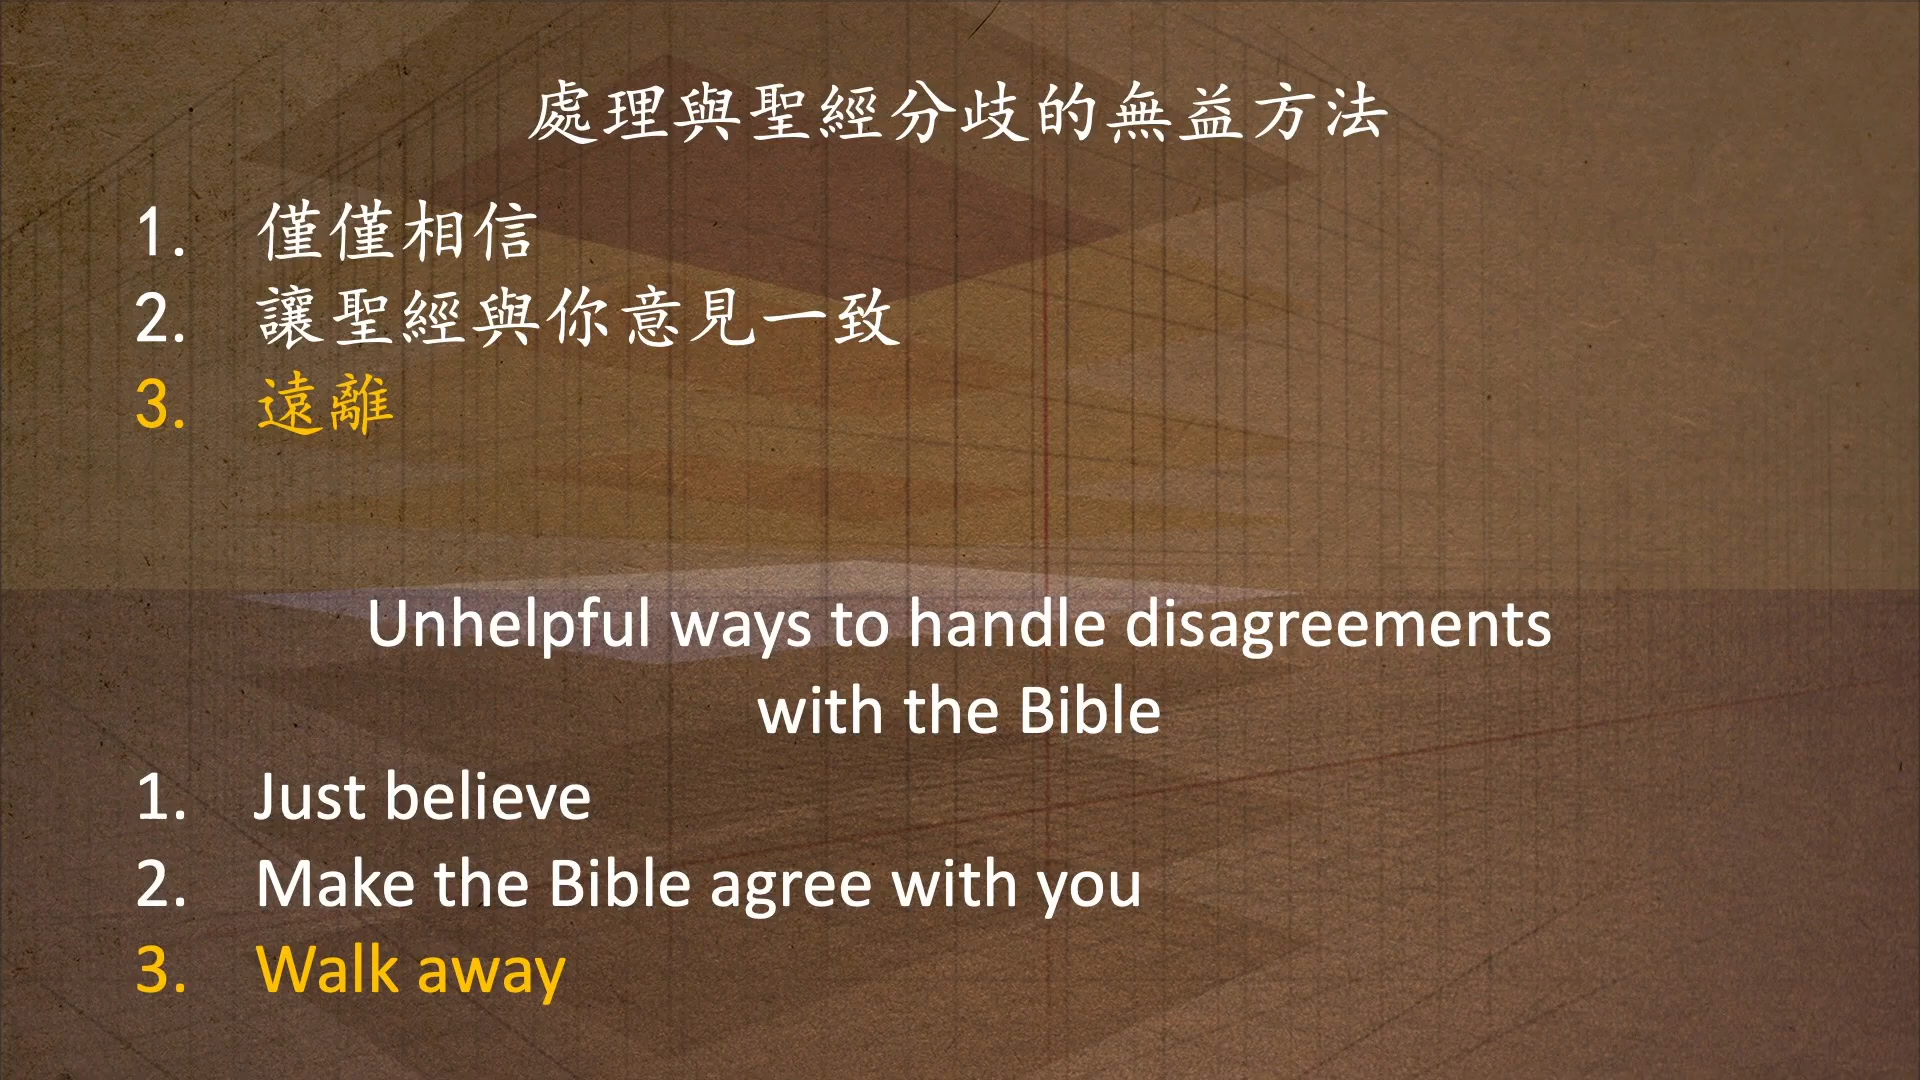 處理與聖經分歧的無益方法
1. 僅僅相信
2. 讓聖經與你意見一致
3. 遠離
Unhelpful ways to handle disagreements
with the Bible
1. Just believe
2. Make the Bible agree with you
3. Walk away